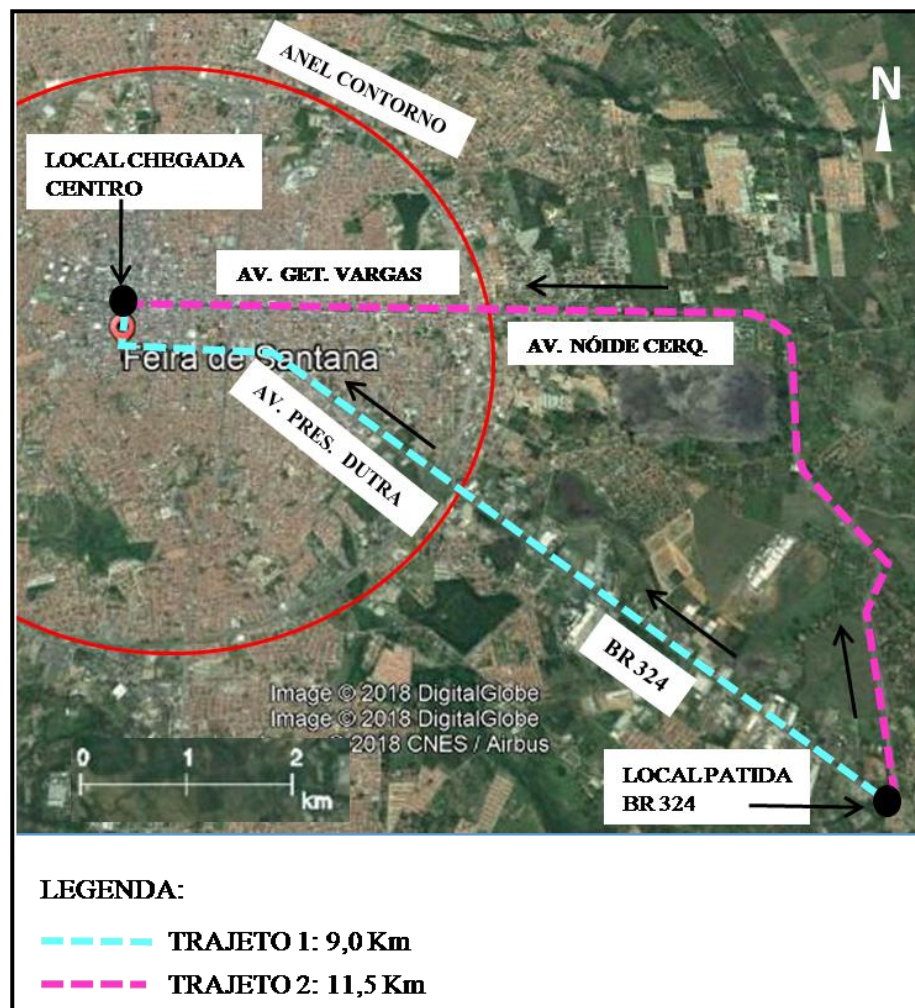 ANEL CONTORNO
N
LOCAL CHEGADA
CENTRO
AV. GET. VARGAS
AV. NÓIDE CERQ.
Feira de Santana
AV. PRES. DUTRA
BR 324
Image © 2018 DigitalGlobe
Image © 2018 DigitalGlobe
2018 CNES / Airbus
0 1 2
km
LOCAL PATIDA
BR 324
LEGENDA:
TRAJETO 1: 9,0 Km
TRAJETO 2: 11,5 Km